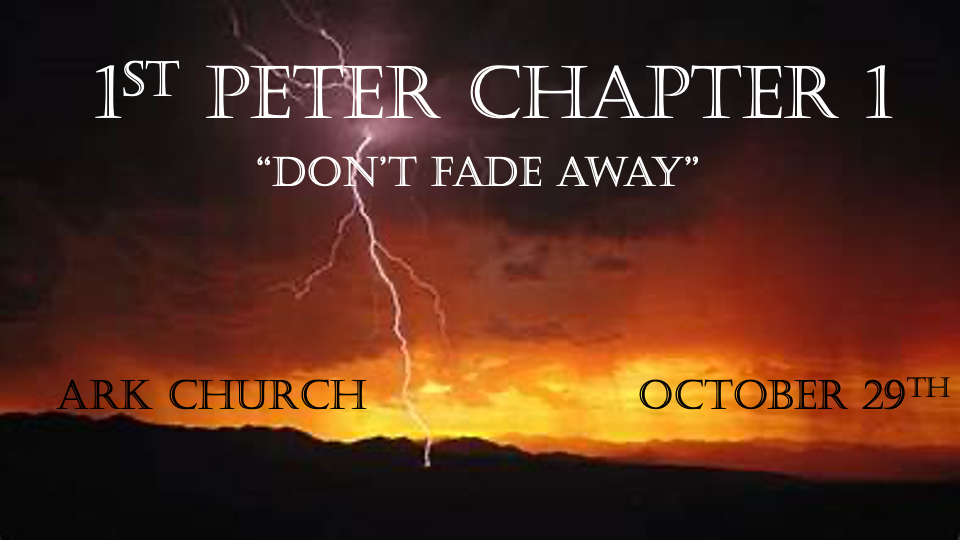 1ST PETER CHAPTER 1
“DON’T FADE AWAY”
ARK CHURCH
OCTOBER 29TH